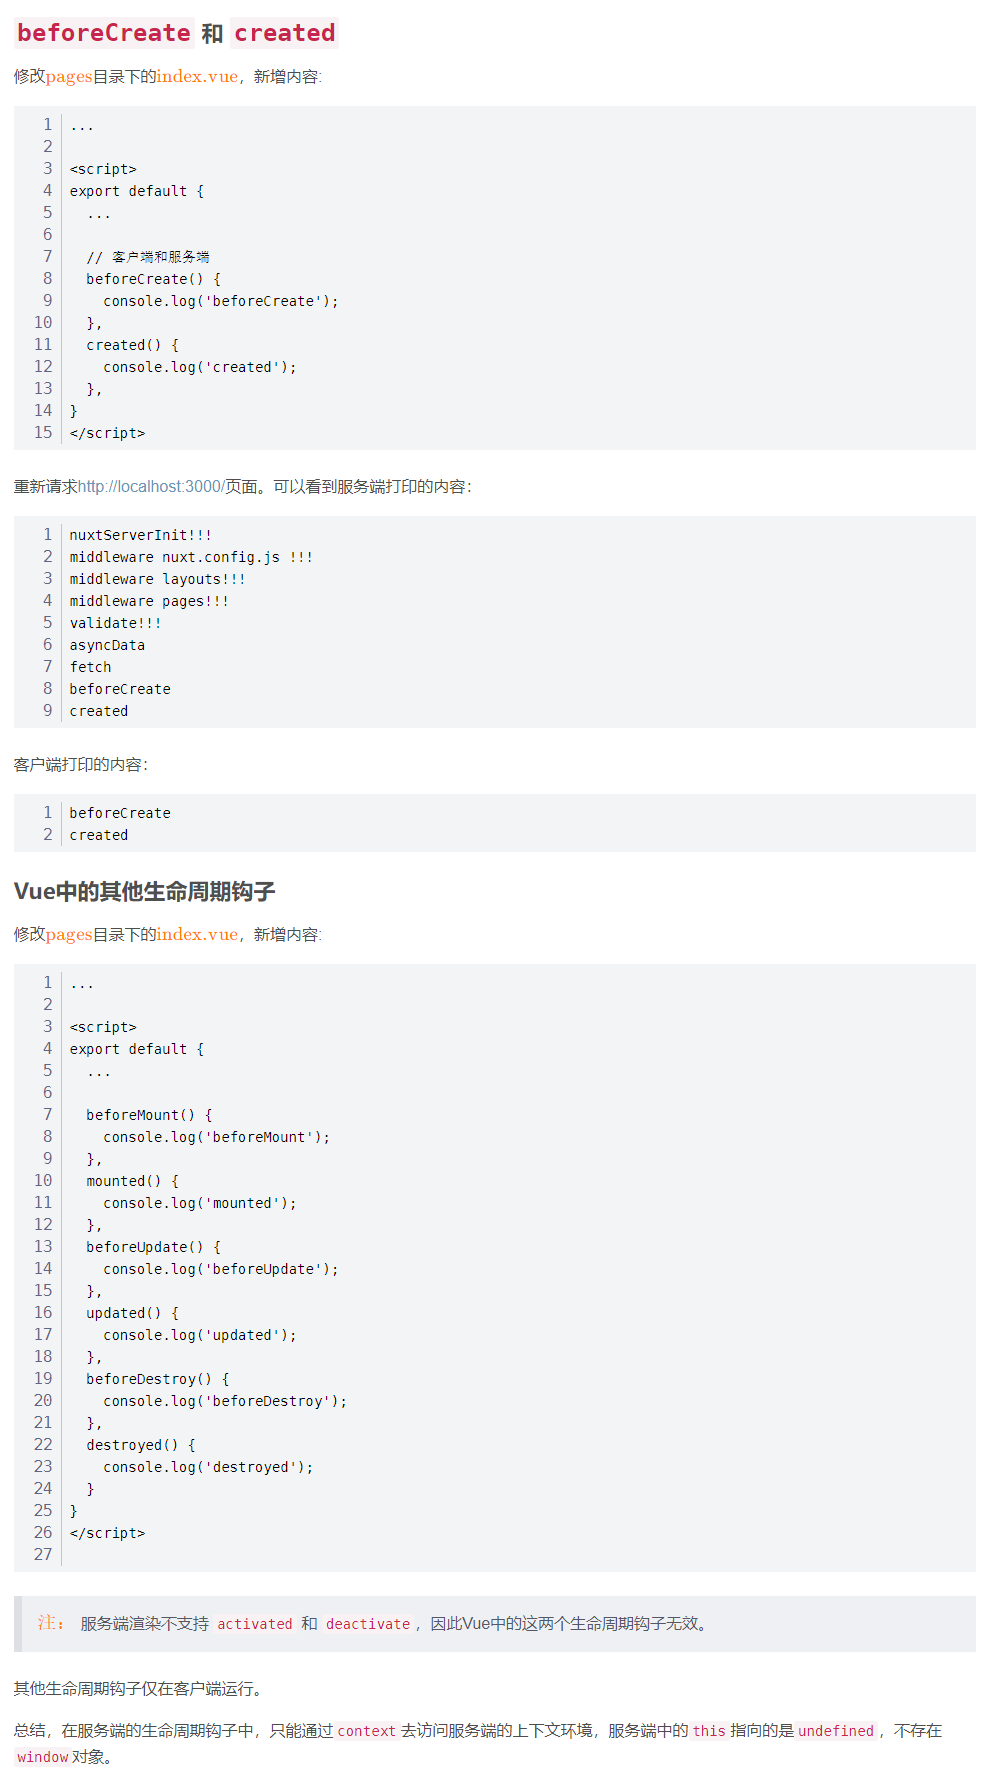 beforeCreate 和 created
修改pages目录下的index.vue，新增内容:
1 ...
2
3 <script>
4 export default {
5   ...
6
7   // 客户端和服务端
8   beforeCreate() {
9     console.log('beforeCreate');
10   },
11   created() {
12     console.log('created');
13   },
14 }
15 </script>
重新请求http://localhost:3000/页面。可以看到服务端打印的内容：
1 nuxtServerInit!!!
2 middleware nuxt.config.js !!!
3 middleware layouts!!!
4 middleware pages!!!
5 validate!!!
6 asyncData
7 fetch
8 beforeCreate
9 created
客户端打印的内容：
1 beforeCreate
2 created
Vue中的其他生命周期钩子
修改pages目录下的index.vue，新增内容:
1 ...
2
3 <script>
4 export default {
5   ...
6
7   beforeMount() {
8     console.log('beforeMount');
9   },
10   mounted() {
11     console.log('mounted');
12   },
13   beforeUpdate() {
14     console.log('beforeUpdate');
15   },
16   updated() {
17     console.log('updated');
18   },
19   beforeDestroy() {
20     console.log('beforeDestroy');
21   },
22   destroyed() {
23     console.log('destroyed');
24   }
25 }
26 </script>
27
注： 服务端渲染不支持 activated 和 deactivate ，因此Vue中的这两个生命周期钩子无效。
其他生命周期钩子仅在客户端运行。
总结，在服务端的生命周期钩子中，只能通过 context 去访问服务端的上下文环境，服务端中的 this 指向的是 undefined ，不存在
window 对象。